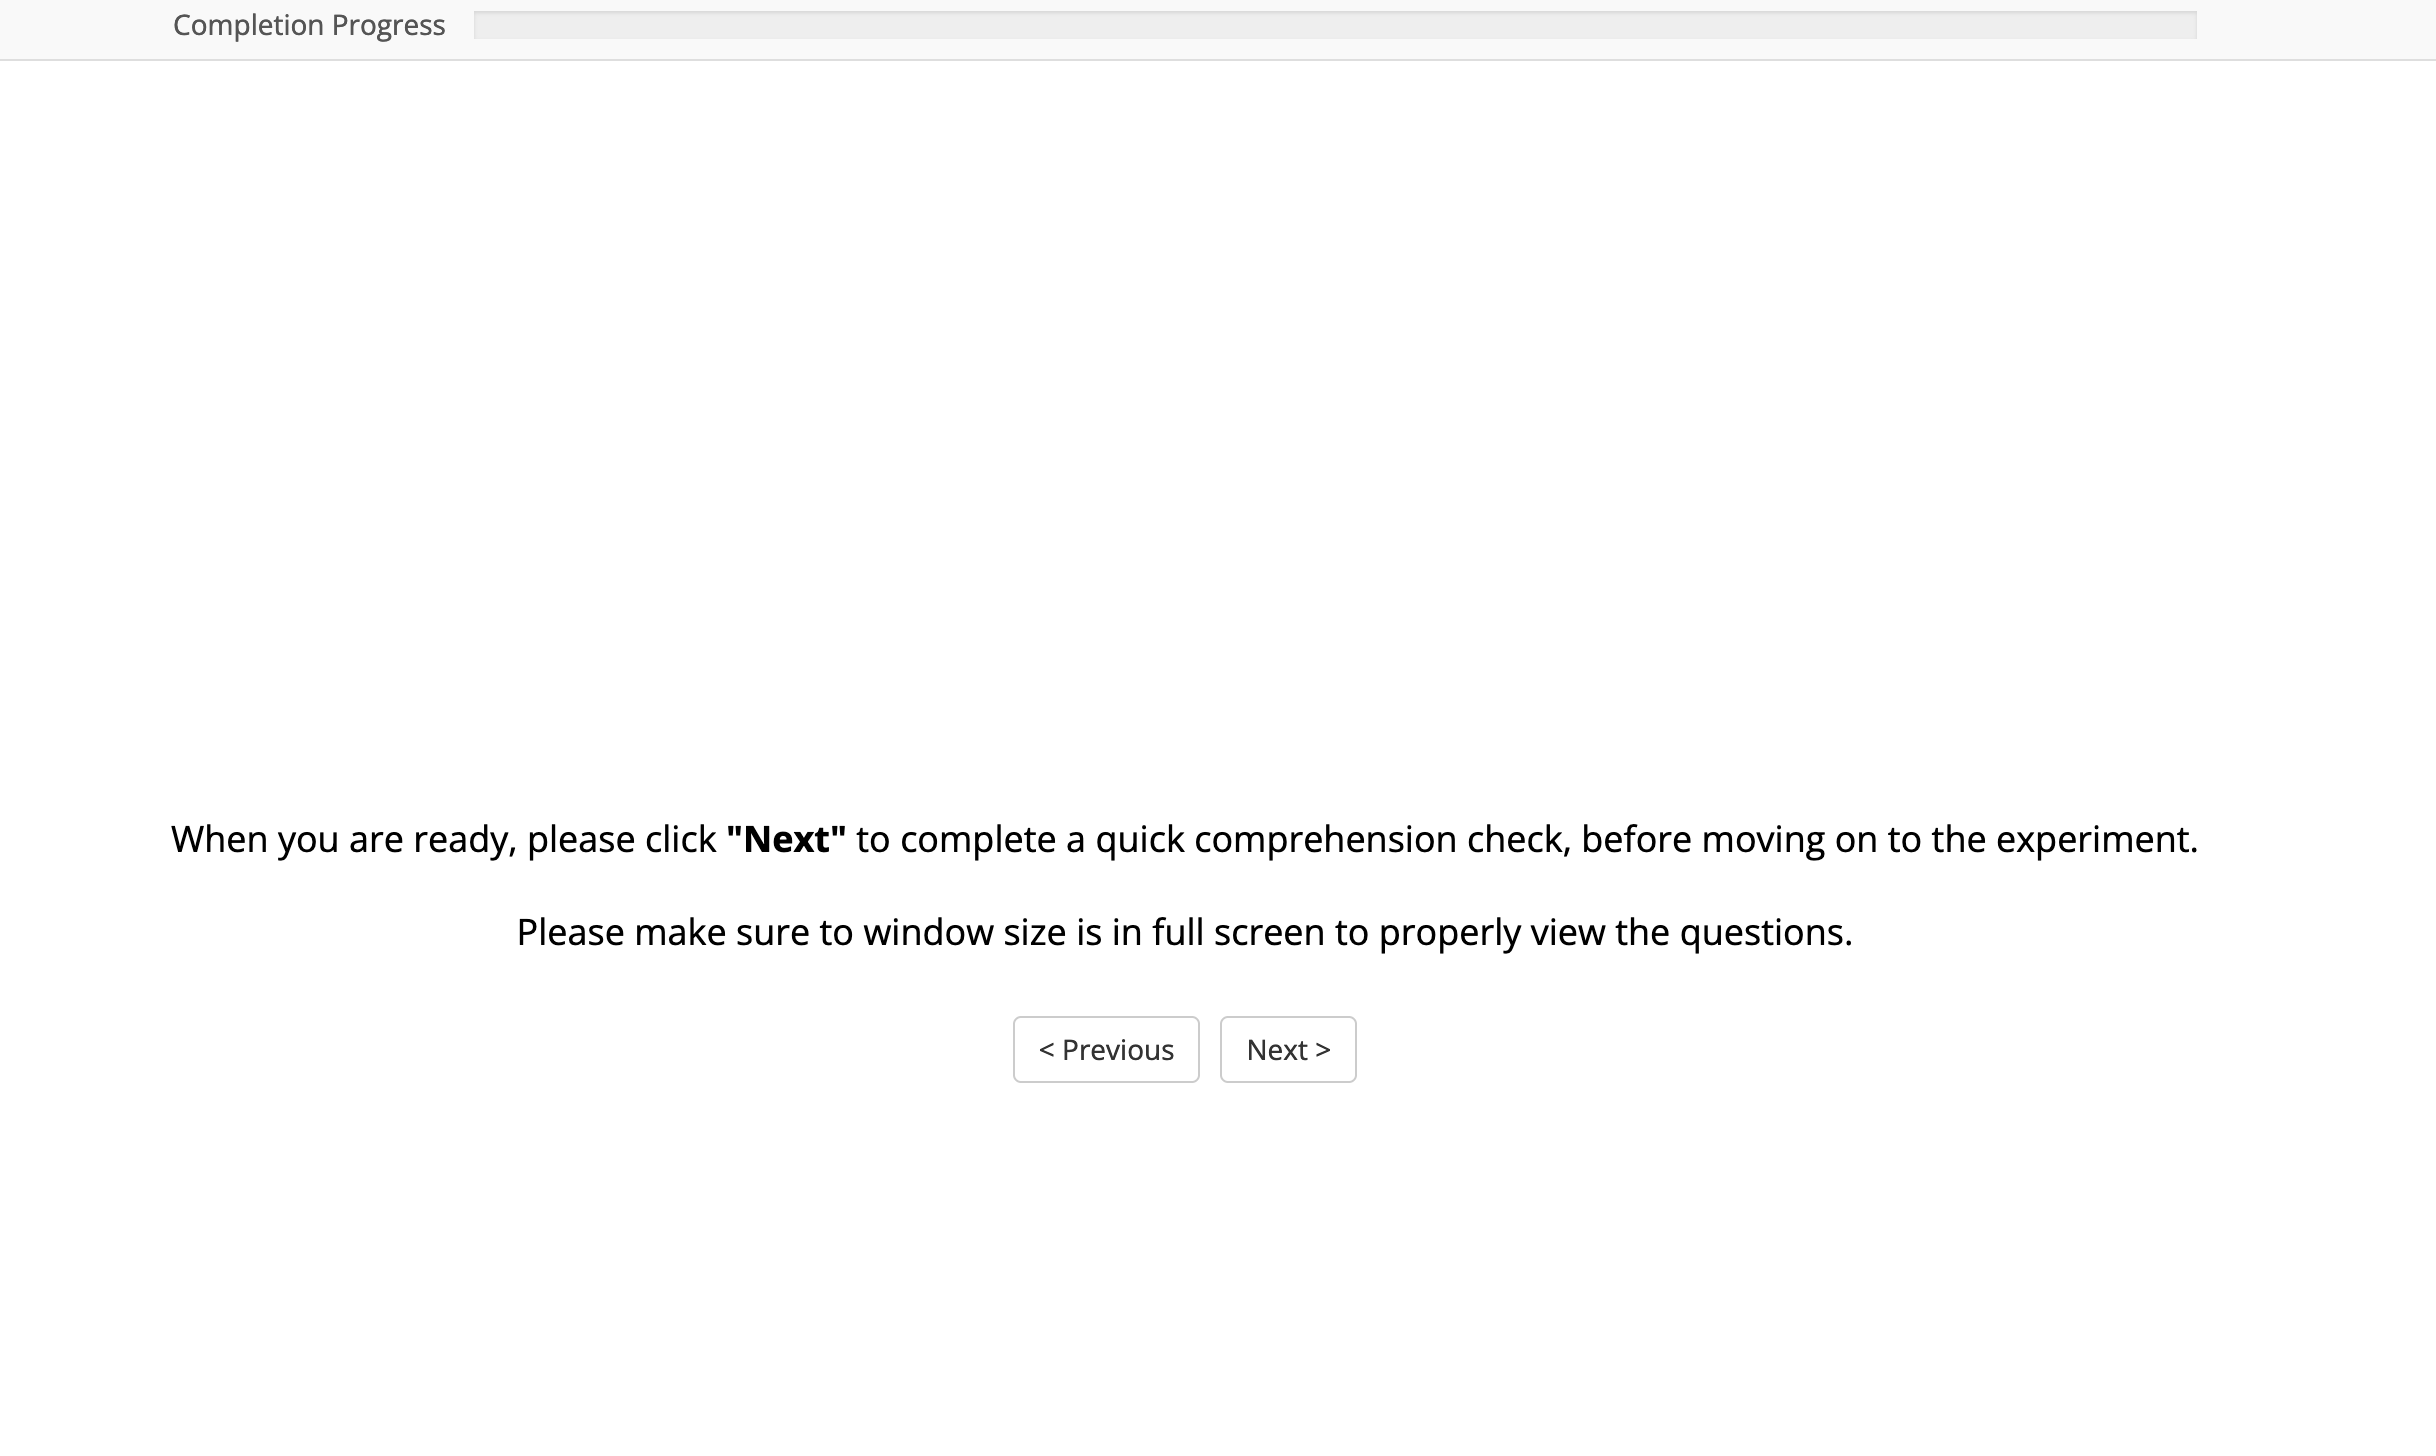 Completion Progress
When you are ready, please click "Next" to complete a quick comprehension check, before moving on to the experiment.
Please make sure to window size is in full screen to properly view the questions.
< Previous
Next >